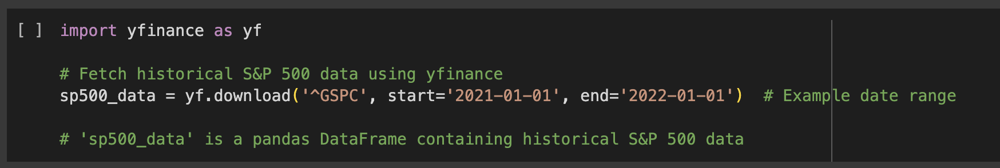 [ ] import yfinance as yf
# Fetch historical S&P 500 data using yfinance
sp500_data = yf.download('^GSPC', start='2021-01-01', end='2022-01-01')  # Example date range
# 'sp500_data' is a pandas DataFrame containing historical S&P 500 data